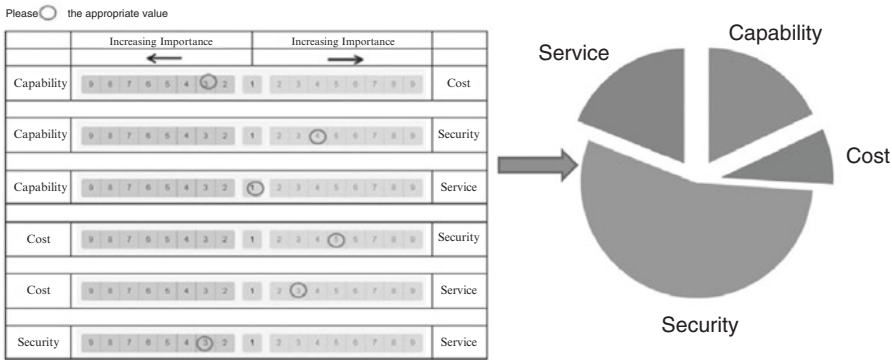 Please the appropriate value
Increasing Importance Increasing Importance
Capability 9 8 7 6 5 4 3 2 1 2 3 4 5 6 7 8 9 Cost
Capability 9 8 7 6 5 4 3 2 1 2 3 4 5 6 7 8 9 Security
Capability 9 8 7 6 5 4 3 2 1 2 3 4 5 6 7 8 9 Service
Cost 9 8 7 6 5 4 3 2 1 2 3 4 5 6 7 8 9 Security
Cost 9 8 7 6 5 4 3 2 1 2 3 4 5 6 7 8 9 Service
Security 9 8 7 6 5 4 3 2 1 2 3 4 5 6 7 8 9 Service
Capability
Service
Cost
Security